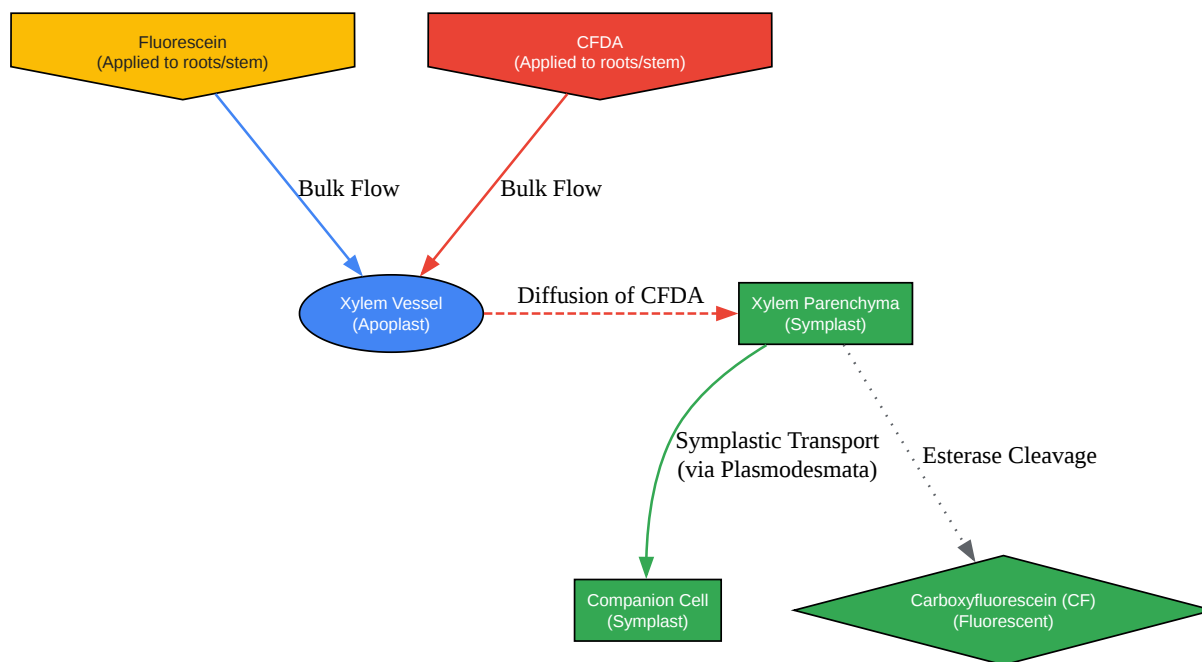 Fluorescein
(Applied to roots/stem)
CFDA
(Applied to roots/stem)
Bulk Flow
Bulk Flow
Xylem Vessel
(Apoplast)
Diffusion of CFDA
Xylem Parenchyma
(Symplast)
Symplastic Transport
(via Plasmodesmata)
Esterase Cleavage
Companion Cell
(Symplast)
Carboxyfluorescein (CF)
(Fluorescent)